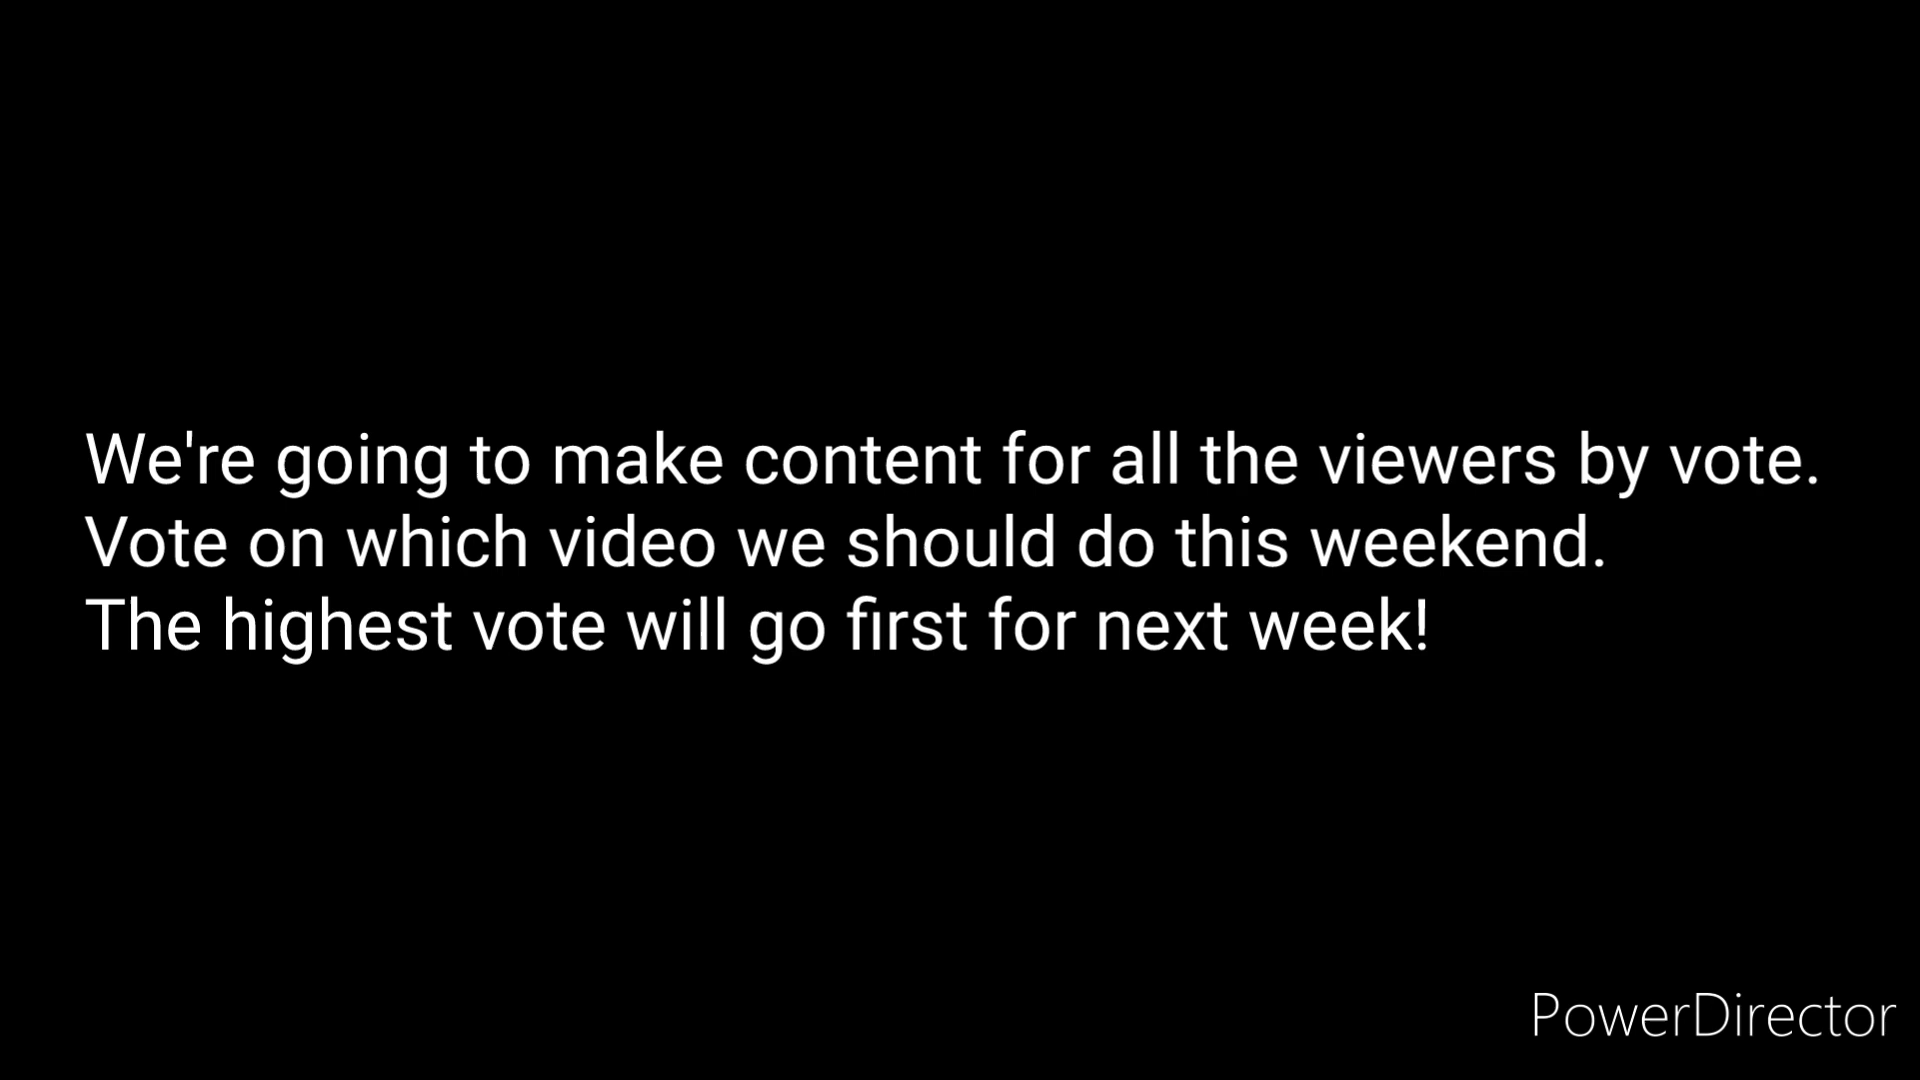 We're going to make content for all the viewers by vote.
Vote on which video we should do this weekend.
The highest vote will go first for next week!
PowerDirector